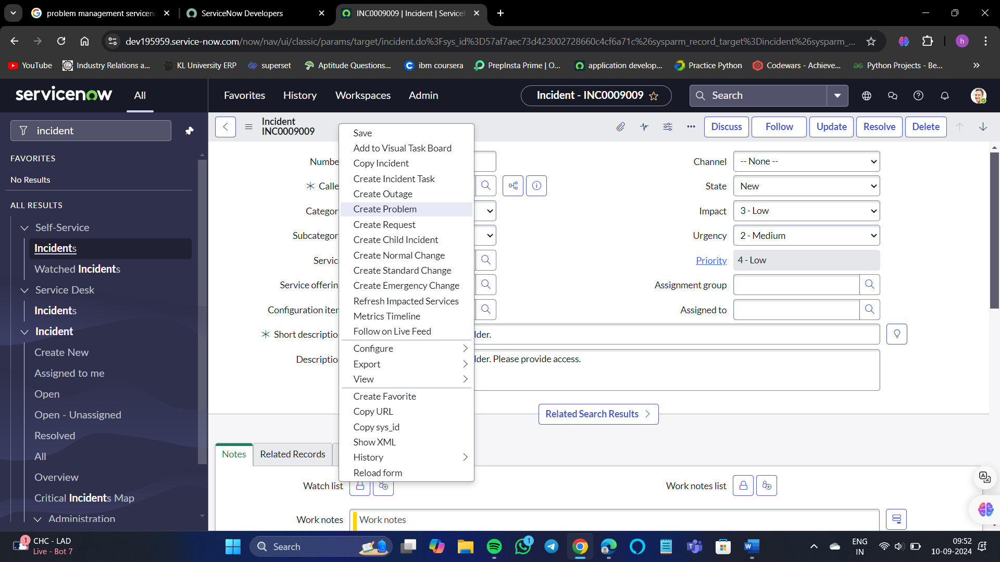 problem management servicen
ServiceNow Developers
INC0009009 | Incident | Service
dev195959.service-now.com/now/nav/ui/classic/params/target/incident.do%3Fsys_id%3D57af7aec73d423002728660c4cf6a71c%26sysparm_record_target%3Dincident%26sysparm_...
h
YouTube
Industry Relations a...
KL University ERP
superset
Aptitude Questions...
ibm coursera
PrepInsta Prime | O...
application develop...
Practice Python
Codewars - Achieve...
Python Projects - Be...
servicenow
All
Favorites
History
Workspaces
Admin
Incident - INC0009009
Search
incident
FAVORITES
No Results
ALL RESULTS
Self-Service
Incidents
Watched Incidents
Service Desk
Incidents
Incident
Create New
Assigned to me
Open
Open - Unassigned
Resolved
All
Overview
Critical Incidents Map
Administration
Incident
INC0009009
Discuss
Follow
Update
Resolve
Delete
Numbe
Calle
Categor
Subcategor
Servic
Service offerin
Configuration iter
Short descriptio
Descriptio
Save
Add to Visual Task Board
Copy Incident
Create Incident Task
Create Outage
Create Problem
Create Request
Create Child Incident
Create Normal Change
Create Standard Change
Create Emergency Change
Refresh Impacted Services
Metrics Timeline
Follow on Live Feed
Configure
Export
View
Create Favorite
Copy URL
Copy sys_id
Show XML
History
Reload form
Channel
-- None --
State
New
Impact
3 - Low
Urgency
2 - Medium
Priority
4 - Low
Assignment group
Assigned to
lder.
lder. Please provide access.
Related Search Results
Notes
Related Records
Watch list
Work notes list
Work notes
Work notes
1
CHC - LAD
Live - Bot 7
Search
1
ENG
IN
09:52
10-09-2024